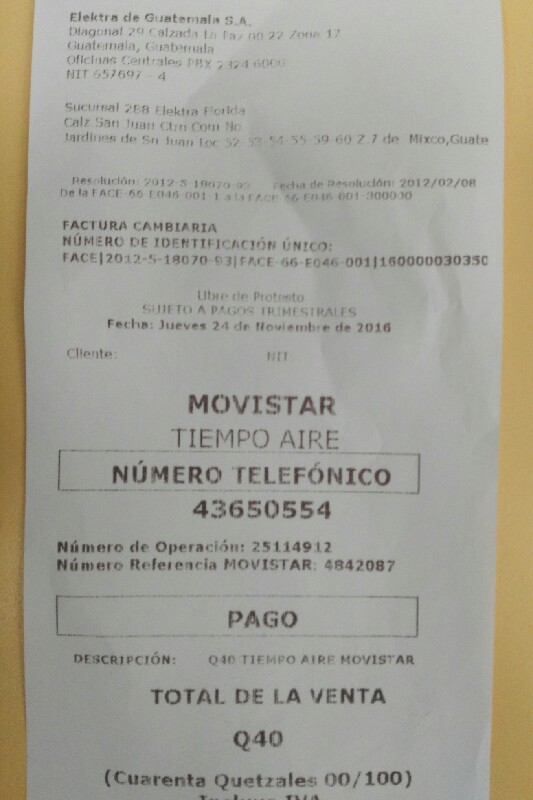 Elektra de Guatemala S.A.
Diagonal 29 Calzada La Paz 00 22 Zona 17
Guatemala, Guatemala
Oficinas Centrales PBX 2324 6000
NIT 657697 - 4
Sucursal 288 Elektra Florida
Calz San Juan Ctro Com No.
Jardines de Sn Juan Loc 52-53-54-55-59-60 Z.7 de Mixco,Guate
Resolución: 2012-5-18070-93 Fecha de Resolución: 2012/02/08
De la FACE-66-E046-001-1 a la FACE-66-E046-001-300000
FACTURA CAMBIARIA
NÚMERO DE IDENTIFICACIÓN ÚNICO:
FACE|2012-5-18070-93|FACE-66-E046-001|160000030350
Libre de Protesto
SUJETO A PAGOS TRIMESTRALES
Fecha: Jueves 24 de Noviembre de 2016
Cliente: NIT
MOVISTAR
TIEMPO AIRE
NÚMERO TELEFÓNICO
43650554
Número de Operación: 25114912
Número Referencia MOVISTAR: 4842087
PAGO
DESCRIPCIÓN: Q40 TIEMPO AIRE MOVISTAR
TOTAL DE LA VENTA
Q40
(Cuarenta Quetzales 00/100)
Incluye IVA